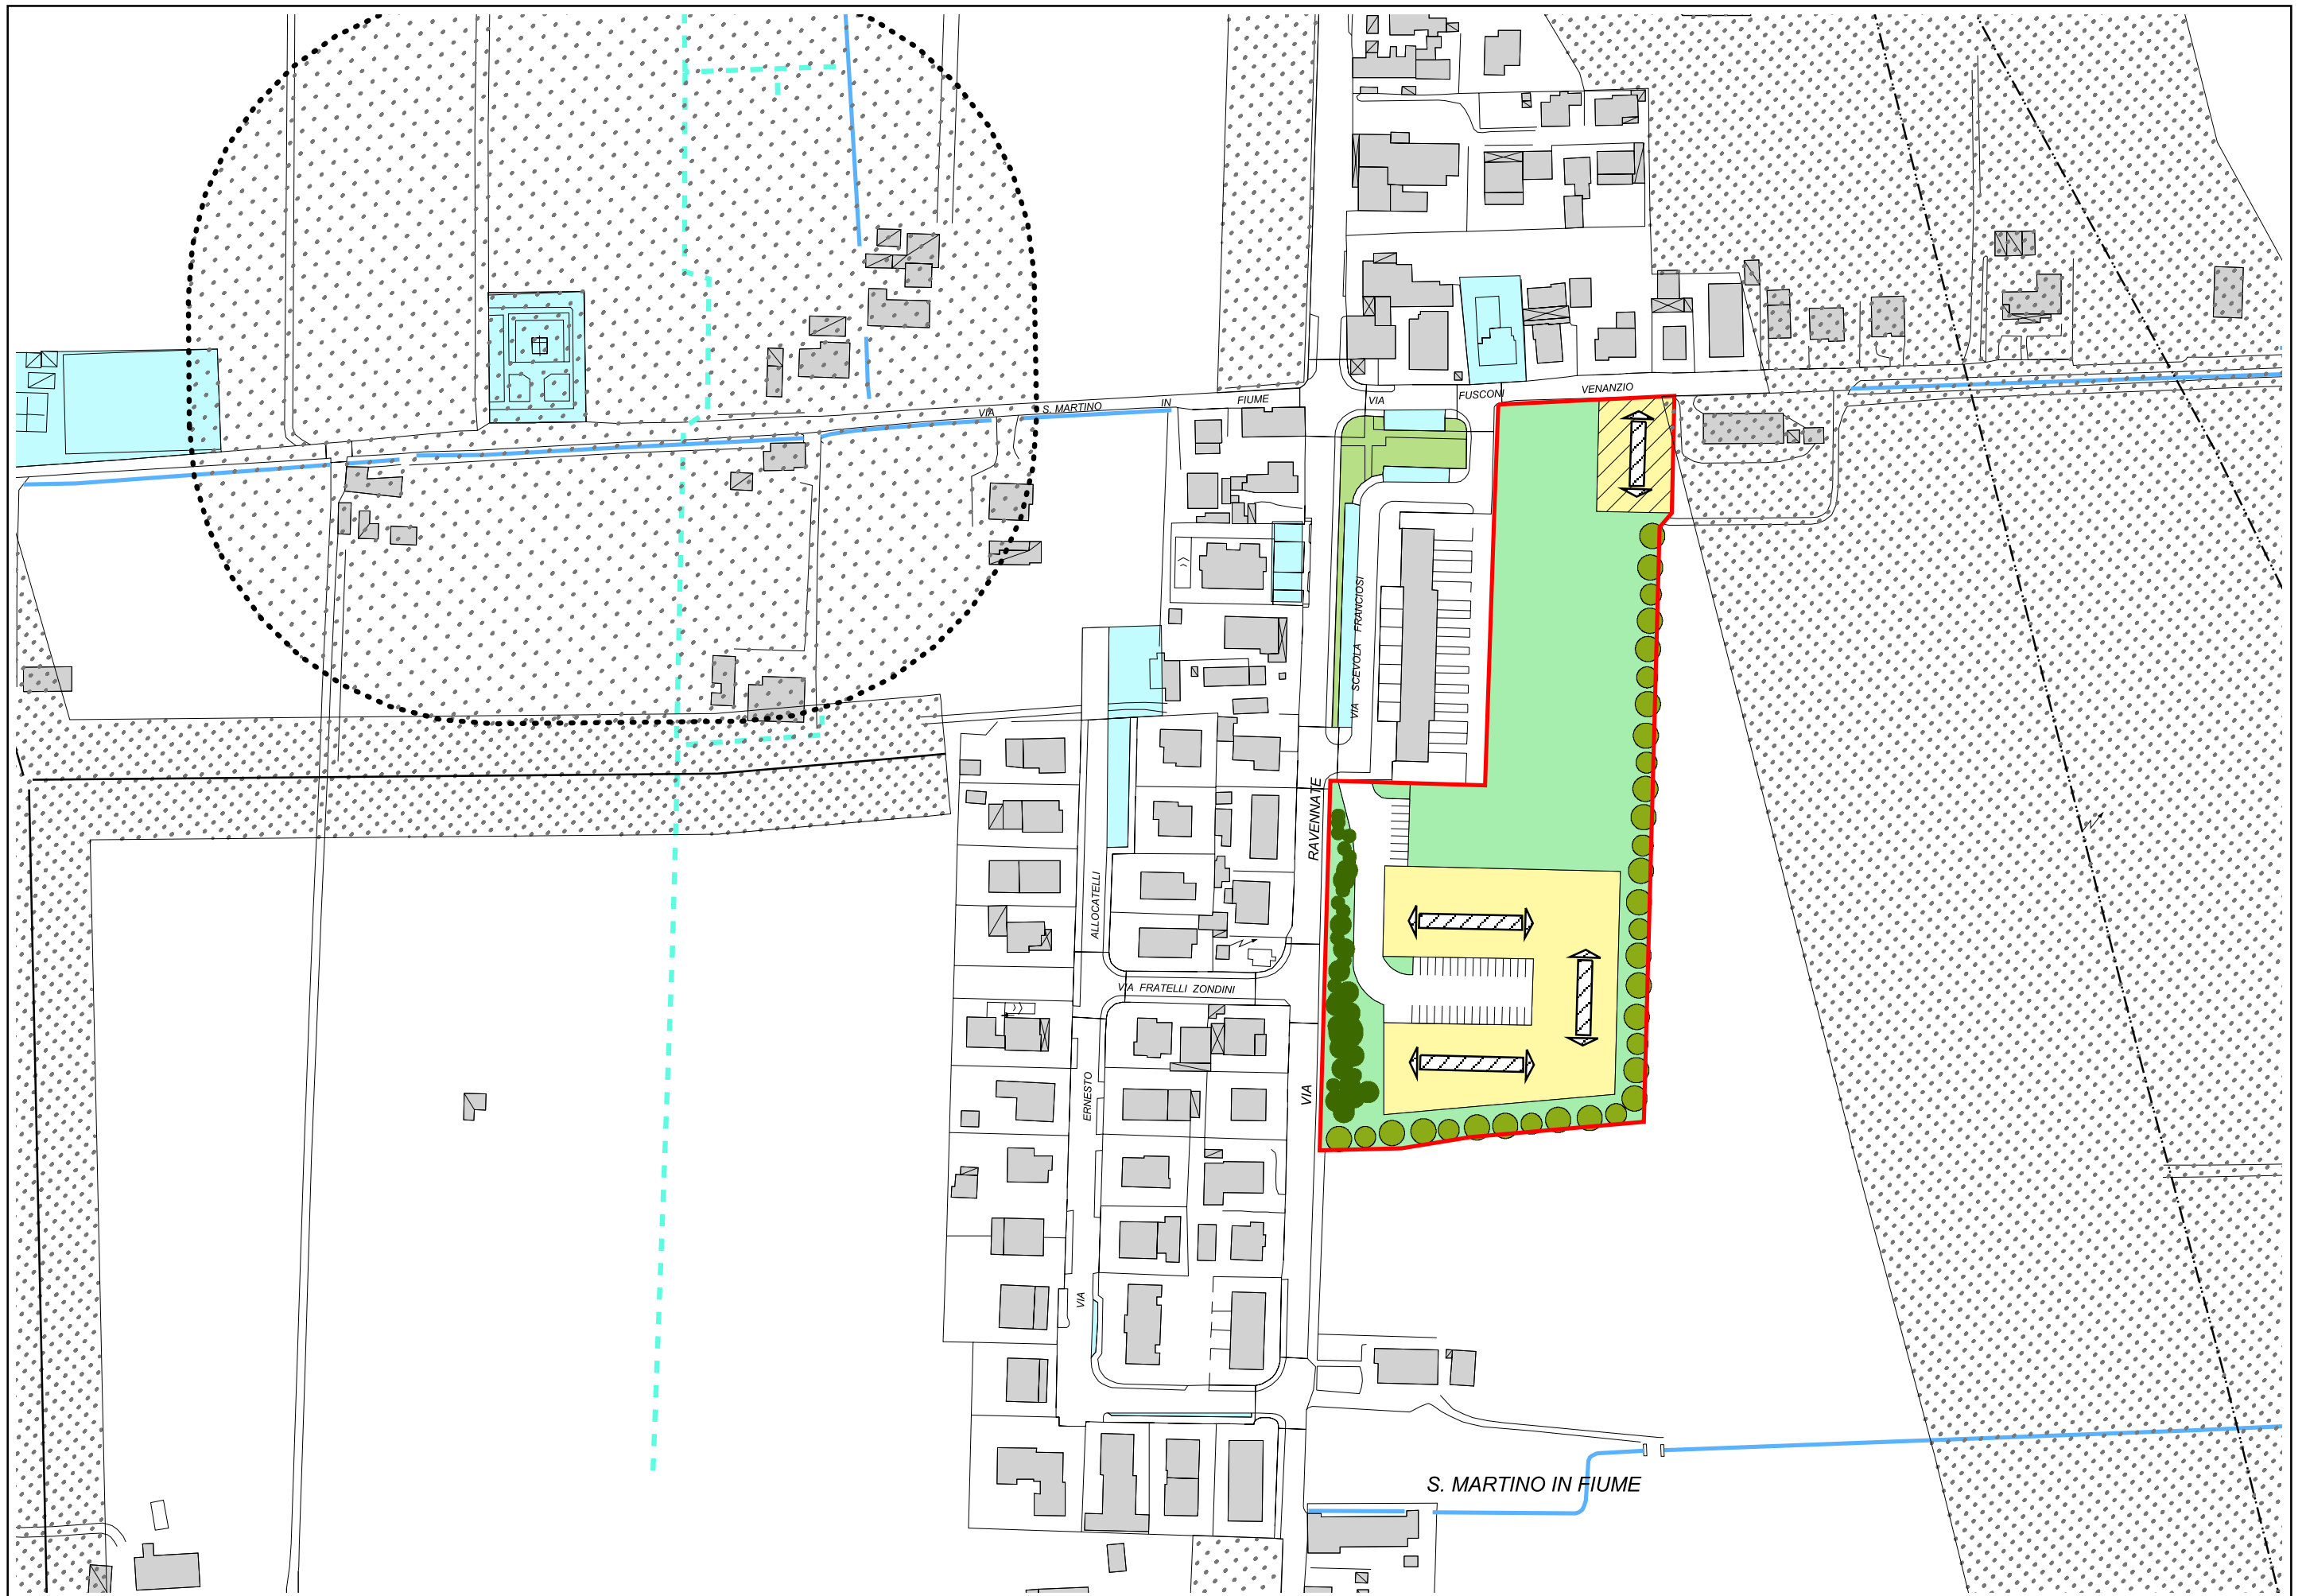 VIA S. MARTINO IN FIUME
VIA FUSCONI VENANZIO
VIA SCEVOLA FRANCIOSI
VIA RAVENNATE
VIA ERNESTO ALLOCATELLI
VIA FRATELLI ZONDINI
S. MARTINO IN FIUME